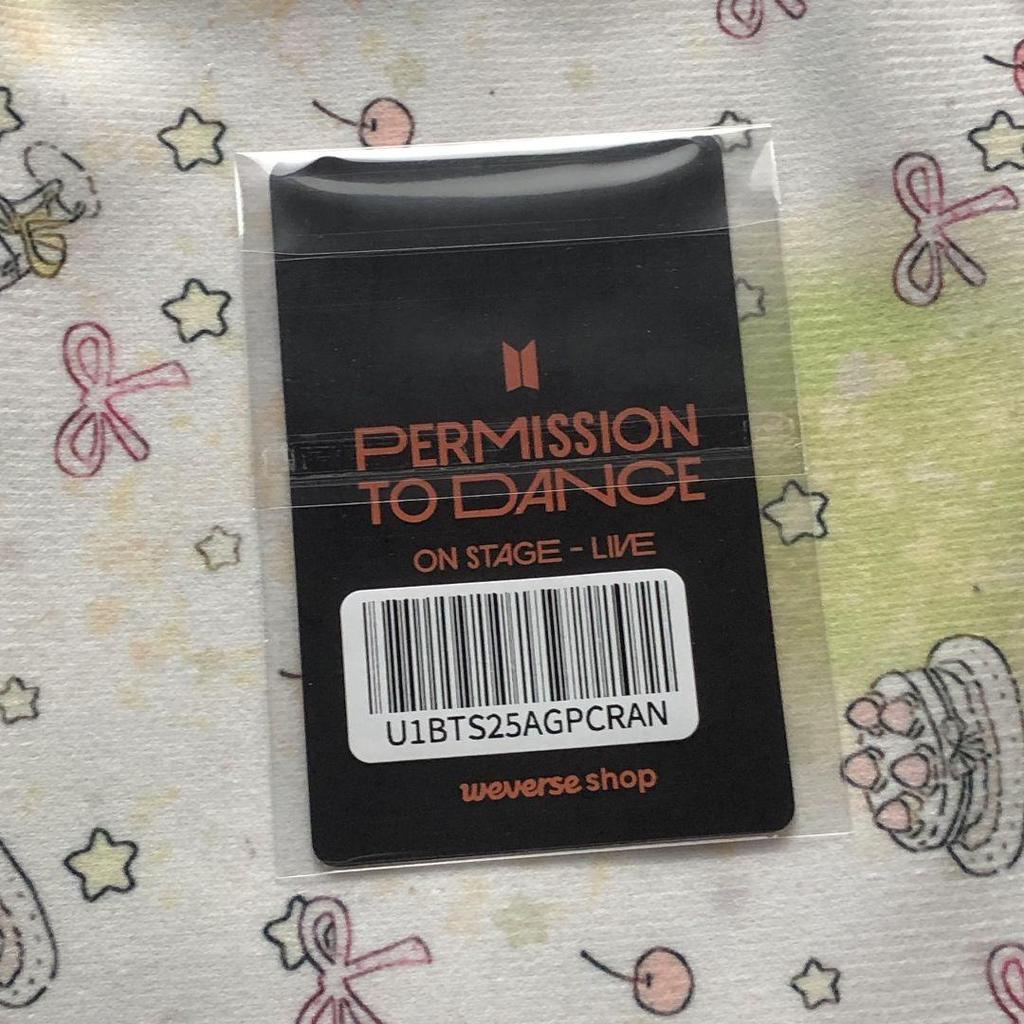 PERMISSION
TO DANCE
ON STAGE - LIVE
U1BTS25AGPCRAN
weverse shop